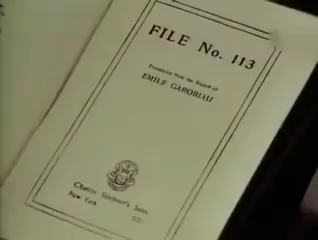 FILE No. 113
Translated from the French of
EMILE GABORIAU
Charles Scribner's Sons
New York